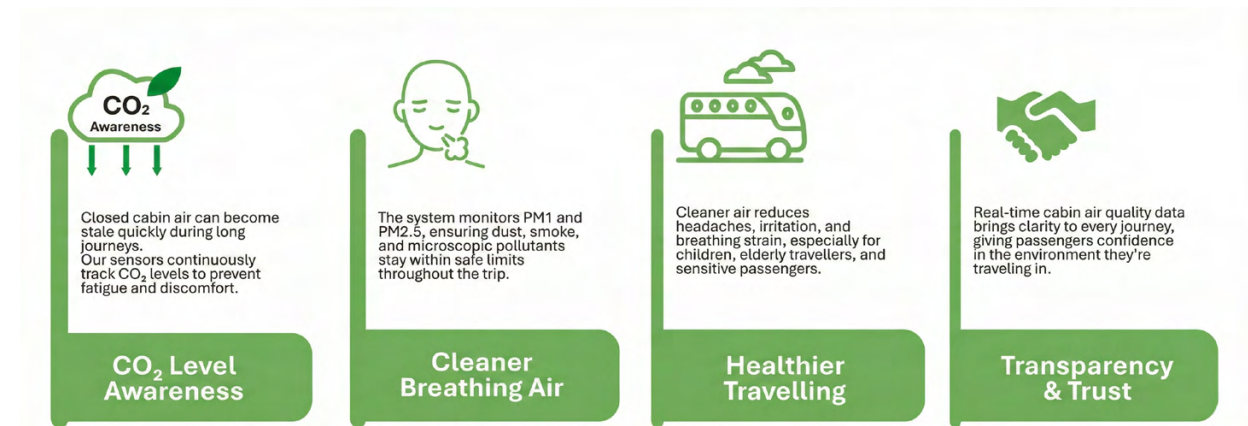 CO₂
Awareness
Closed cabin air can become
stale quickly during long
journeys.
Our sensors continuously
track CO₂ levels to prevent
fatigue and discomfort.
CO₂ Level
Awareness
The system monitors PM1 and
PM2.5, ensuring dust, smoke,
and microscopic pollutants
stay within safe limits
throughout the trip.
Cleaner
Breathing Air
Cleaner air reduces
headaches, irritation, and
breathing strain, especially for
children, elderly travellers, and
sensitive passengers.
Healthier
Travelling
Real-time cabin air quality data
brings clarity to every journey,
giving passengers confidence
in the environment they're
traveling in.
Transparency
& Trust